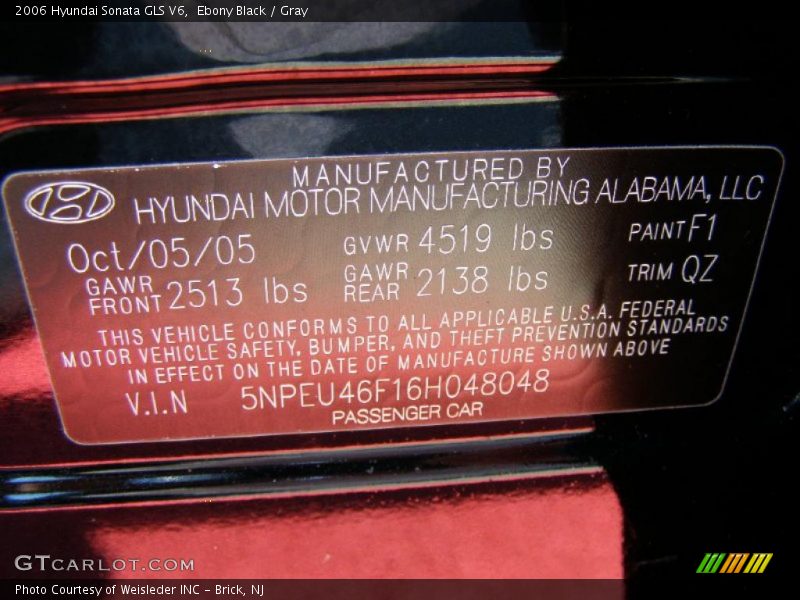 2006 Hyundai Sonata GLS V6, Ebony Black / Gray
MANUFACTURED BY
HYUNDAI MOTOR MANUFACTURING ALABAMA, LLC
Oct/05/05 GVWR 4519 lbs PAINT F1
GAWR FRONT 2513 lbs GAWR REAR 2138 lbs TRIM QZ
THIS VEHICLE CONFORMS TO ALL APPLICABLE U.S.A. FEDERAL
MOTOR VEHICLE SAFETY, BUMPER, AND THEFT PREVENTION STANDARDS
IN EFFECT ON THE DATE OF MANUFACTURE SHOWN ABOVE
V.I.N 5NPEU46F16H048048
PASSENGER CAR
GTCARLOT.COM
Photo Courtesy of Weisleder INC - Brick, NJ